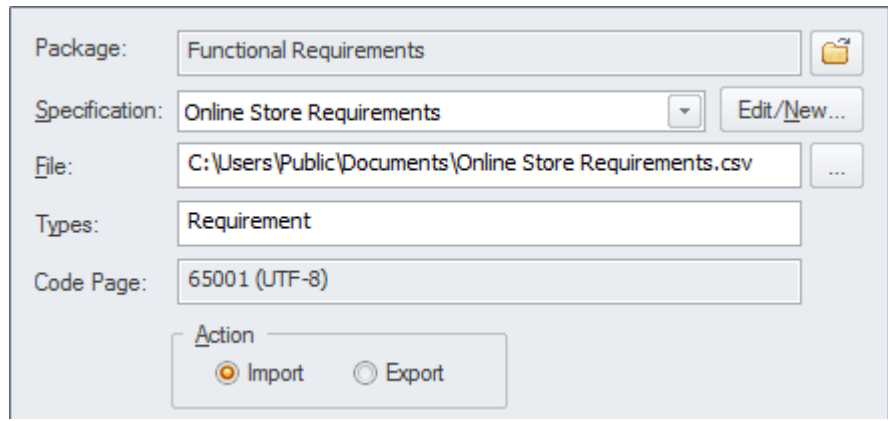 Package: Functional Requirements
Specification: Online Store Requirements Edit/New...
File: C:\Users\Public\Documents\Online Store Requirements.csv ...
Types: Requirement
Code Page: 65001 (UTF-8)
Action
Import Export